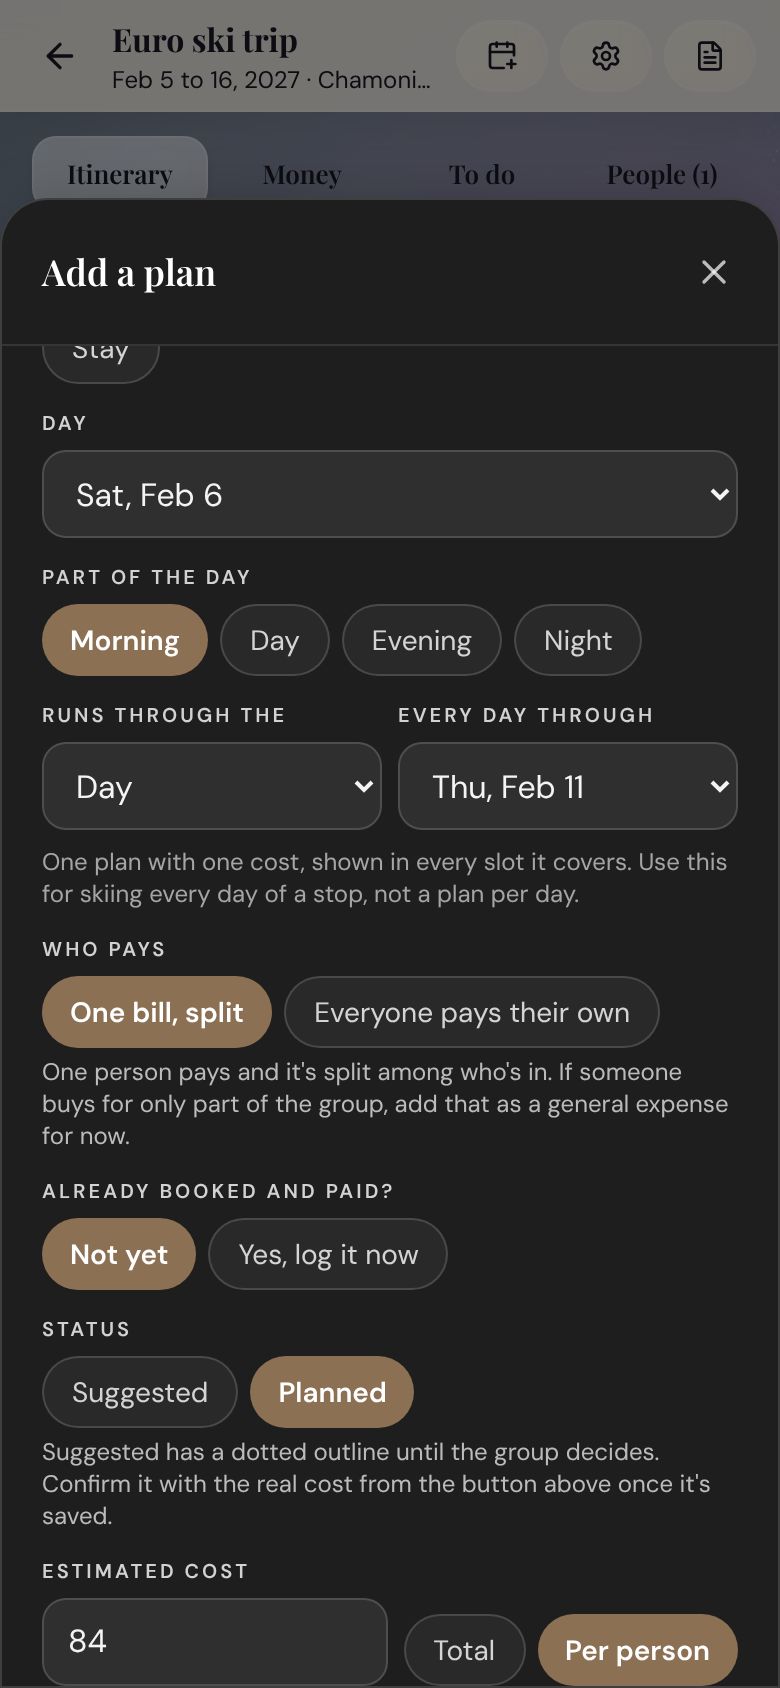 Euro ski trip
Feb 5 to 16, 2027 · Chamoni...
Itinerary Money To do People (1)
Add a plan
Stay
DAY
Sat, Feb 6
PART OF THE DAY
Morning Day Evening Night
RUNS THROUGH THE EVERY DAY THROUGH
Day Thu, Feb 11
One plan with one cost, shown in every slot it covers. Use this
for skiing every day of a stop, not a plan per day.
WHO PAYS
One bill, split Everyone pays their own
One person pays and it's split among who's in. If someone
buys for only part of the group, add that as a general expense
for now.
ALREADY BOOKED AND PAID?
Not yet Yes, log it now
STATUS
Suggested Planned
Suggested has a dotted outline until the group decides.
Confirm it with the real cost from the button above once it's
saved.
ESTIMATED COST
84 Total Per person